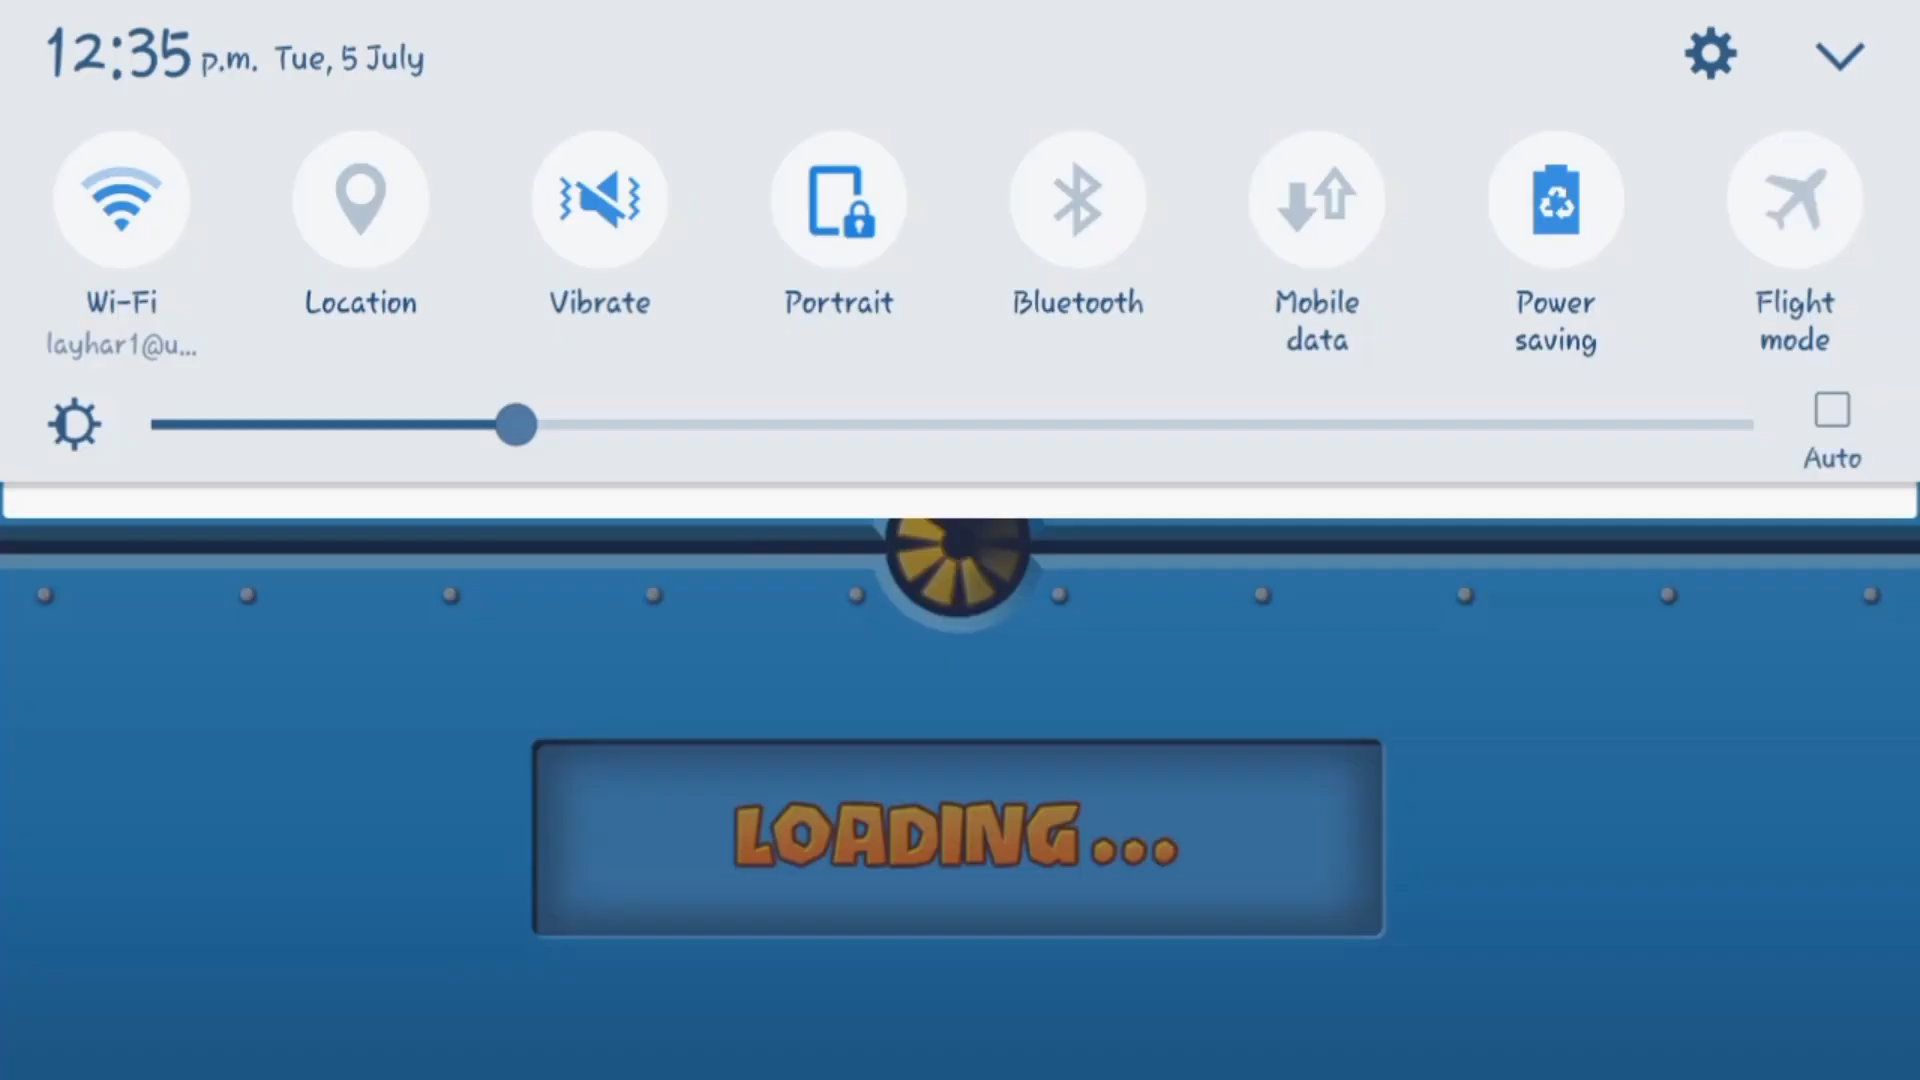 12:35 p.m. Tue, 5 July
Wi-Fi
layhar1@u...
Location
Vibrate
Portrait
Bluetooth
Mobile
data
Power
saving
Flight
mode
Auto
LOADING...